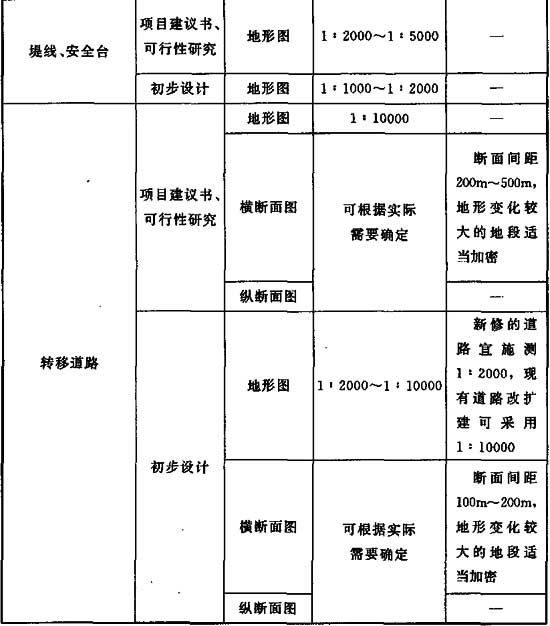 堤线、安全台
项目建议书、
可行性研究
地形图
1：2000～1：5000
—
初步设计
地形图
1：1000～1：2000
—
转移道路
项目建议书、
可行性研究
地形图
1：10000
—
横断面图
可根据实际
需要确定
断面间距
200m～500m，
地形变化较
大的地段适
当加密
纵断面图
—
初步设计
地形图
1：2000～1：10000
新修的道
路宜施测
1：2000，现
有道路改扩
建可采用
1：10000
横断面图
可根据实际
需要确定
断面间距
100m～200m，
地形变化较
大的地段适
当加密
纵断面图
—